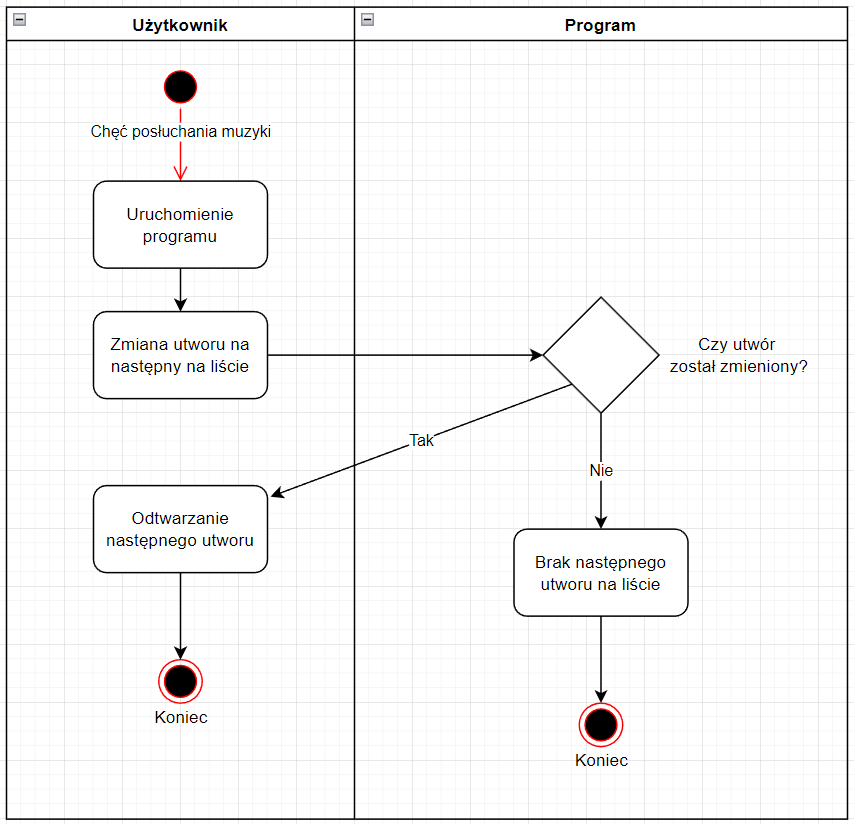 Użytkownik
Program
Chęć posłuchania muzyki
Uruchomienie
programu
Zmiana utworu na
następny na liście
Czy utwór
został zmieniony?
Tak
Nie
Odtwarzanie
następnego utworu
Brak następnego
utworu na liście
Koniec
Koniec